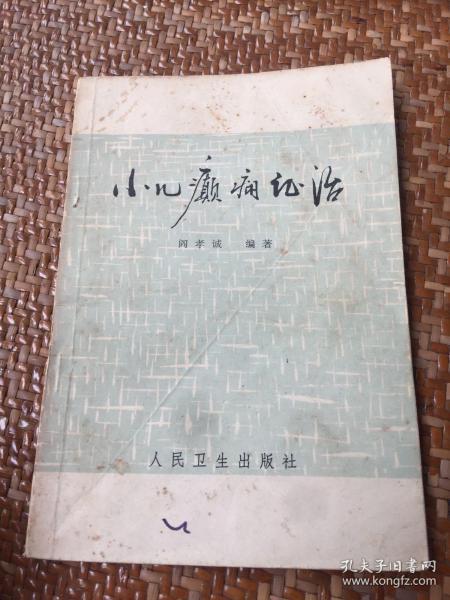 小儿癫痫证治
阎孝诚 编著
人民卫生出版社
孔夫子旧书网
www.kongfz.com